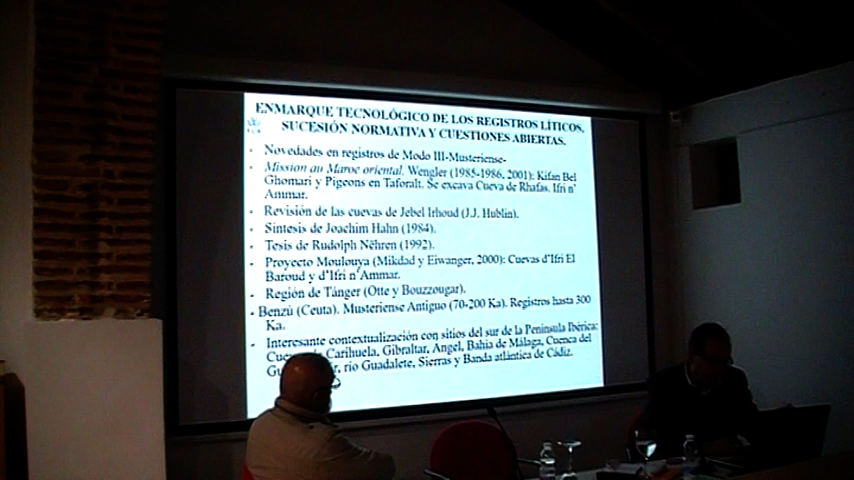 ENMARQUE TECNOLÓGICO DE LOS REGISTROS LÍTICOS.
SUCESIÓN NORMATIVA Y CUESTIONES ABIERTAS.
- Novedades en registros de Modo III-Musteriense-
- Mission au Maroc oriental. Wengler (1985-1986, 2001): Kifan Bel
Ghomari y Pigeons en Taforalt. Se excava Cueva de Rhafas. Ifri n'
Ammar.
- Revisión de las cuevas de Jebel Irhoud (J.J. Hublin).
- Síntesis de Joachim Hahn (1984).
- Tesis de Rudolph Nëhren (1992).
- Proyecto Moulouya (Mikdad y Eiwanger, 2000): Cuevas d'Ifri El
Baroud y d'Ifri n'Ammar.
- Región de Tánger (Otte y Bouzzougar).
- Benzú (Ceuta). Musteriense Antiguo (70-200 Ka). Registros hasta 300
Ka.
- Interesante contextualización con sitios del sur de la Península Ibérica:
Carihuela, Gibraltar, Angel, Bahía de Málaga, Cuenca del
río Guadalete, Sierras y Banda atlántica de Cádiz.